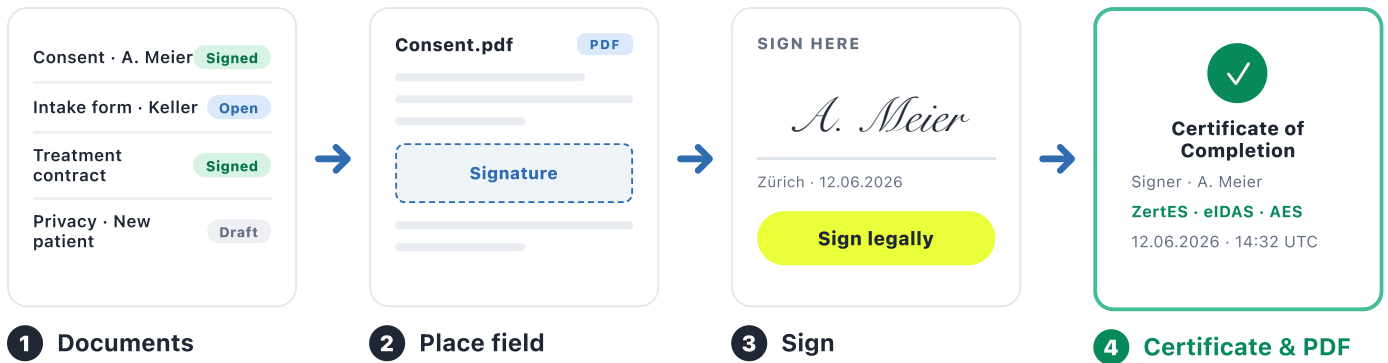 Consent · A. Meier Signed
Intake form · Keller Open
Treatment
contract
Signed
Privacy · New
patient
Draft
1 Documents
Consent.pdf PDF
Signature
2 Place field
SIGN HERE
A. Meier
Zürich · 12.06.2026
Sign legally
3 Sign
Certificate of
Completion
Signer · A. Meier
ZertES · eIDAS · AES
12.06.2026 · 14:32 UTC
4 Certificate & PDF